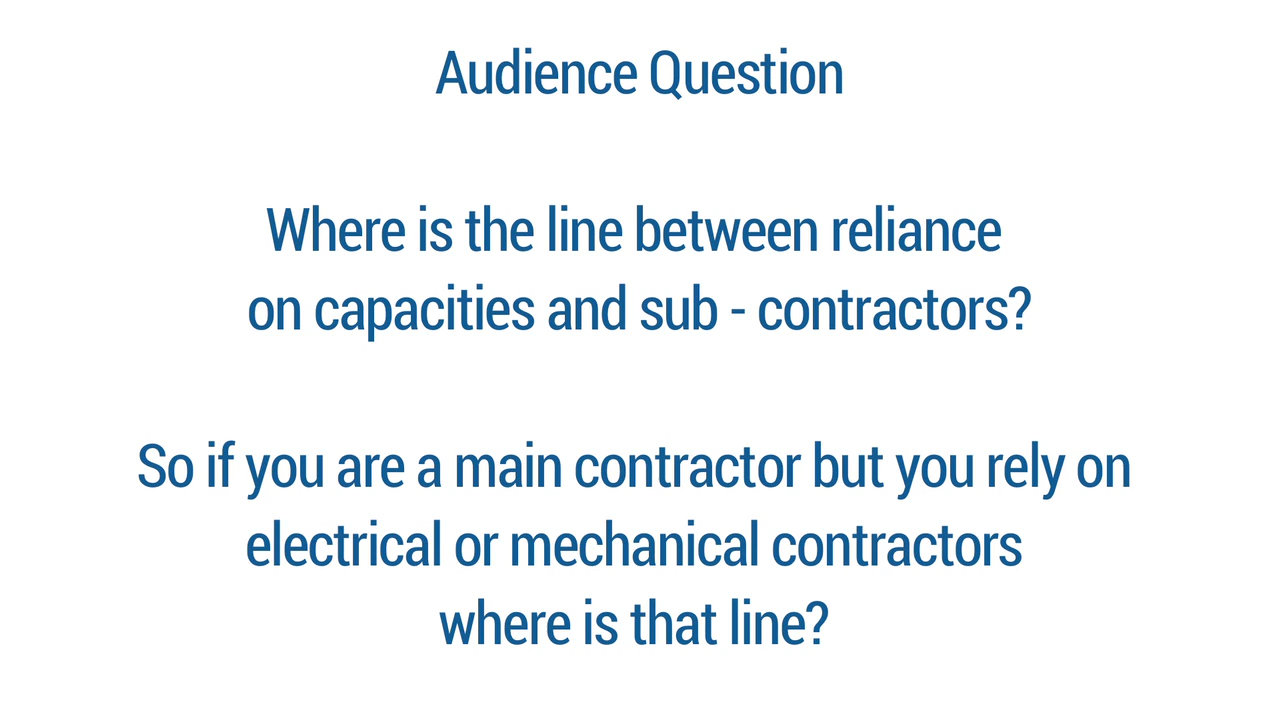 Audience Question
Where is the line between reliance
on capacities and sub - contractors?
So if you are a main contractor but you rely on
electrical or mechanical contractors
where is that line?